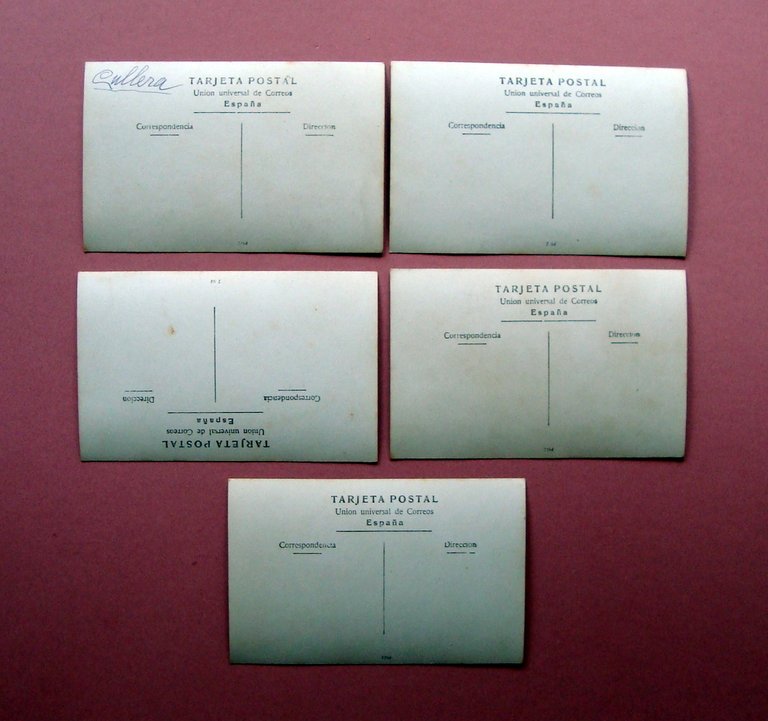 Cullera
TARJETA POSTAL
Union universal de Correos
España
Correspondencia
Direccion
TARJETA POSTAL
Union universal de Correos
España
Correspondencia
Direccion
TARJETA POSTAL
Union universal de Correos
España
Correspondencia
Direccion
TARJETA POSTAL
Union universal de Correos
España
Correspondencia
Direccion
TARJETA POSTAL
Union universal de Correos
España
Correspondencia
Direccion